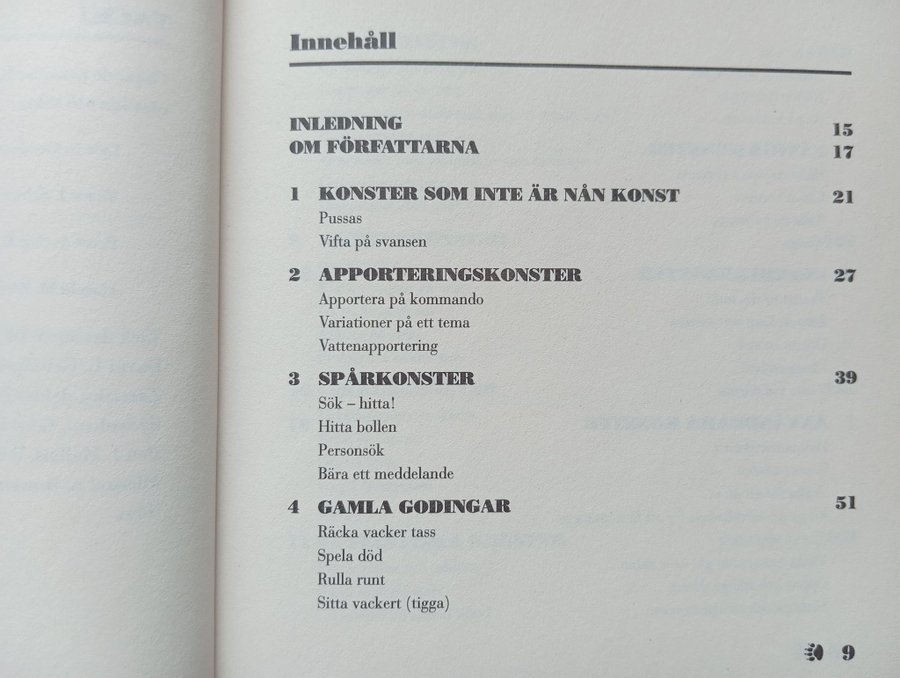 Innehåll
INLEDNING 15
OM FÖRFATTARNA 17
1 KONSTER SOM INTE ÄR NÅN KONST 21
Pussas
Vifta på svansen
2 APPORTERINGSKONSTER 27
Apportera på kommando
Variationer på ett tema
Vattenapportering
3 SPÅRKONSTER 39
Sök – hitta!
Hitta bollen
Personsök
Bära ett meddelande
4 GAMLA GODINGAR 51
Räcka vacker tass
Spela död
Rulla runt
Sitta vackert (tigga)
9